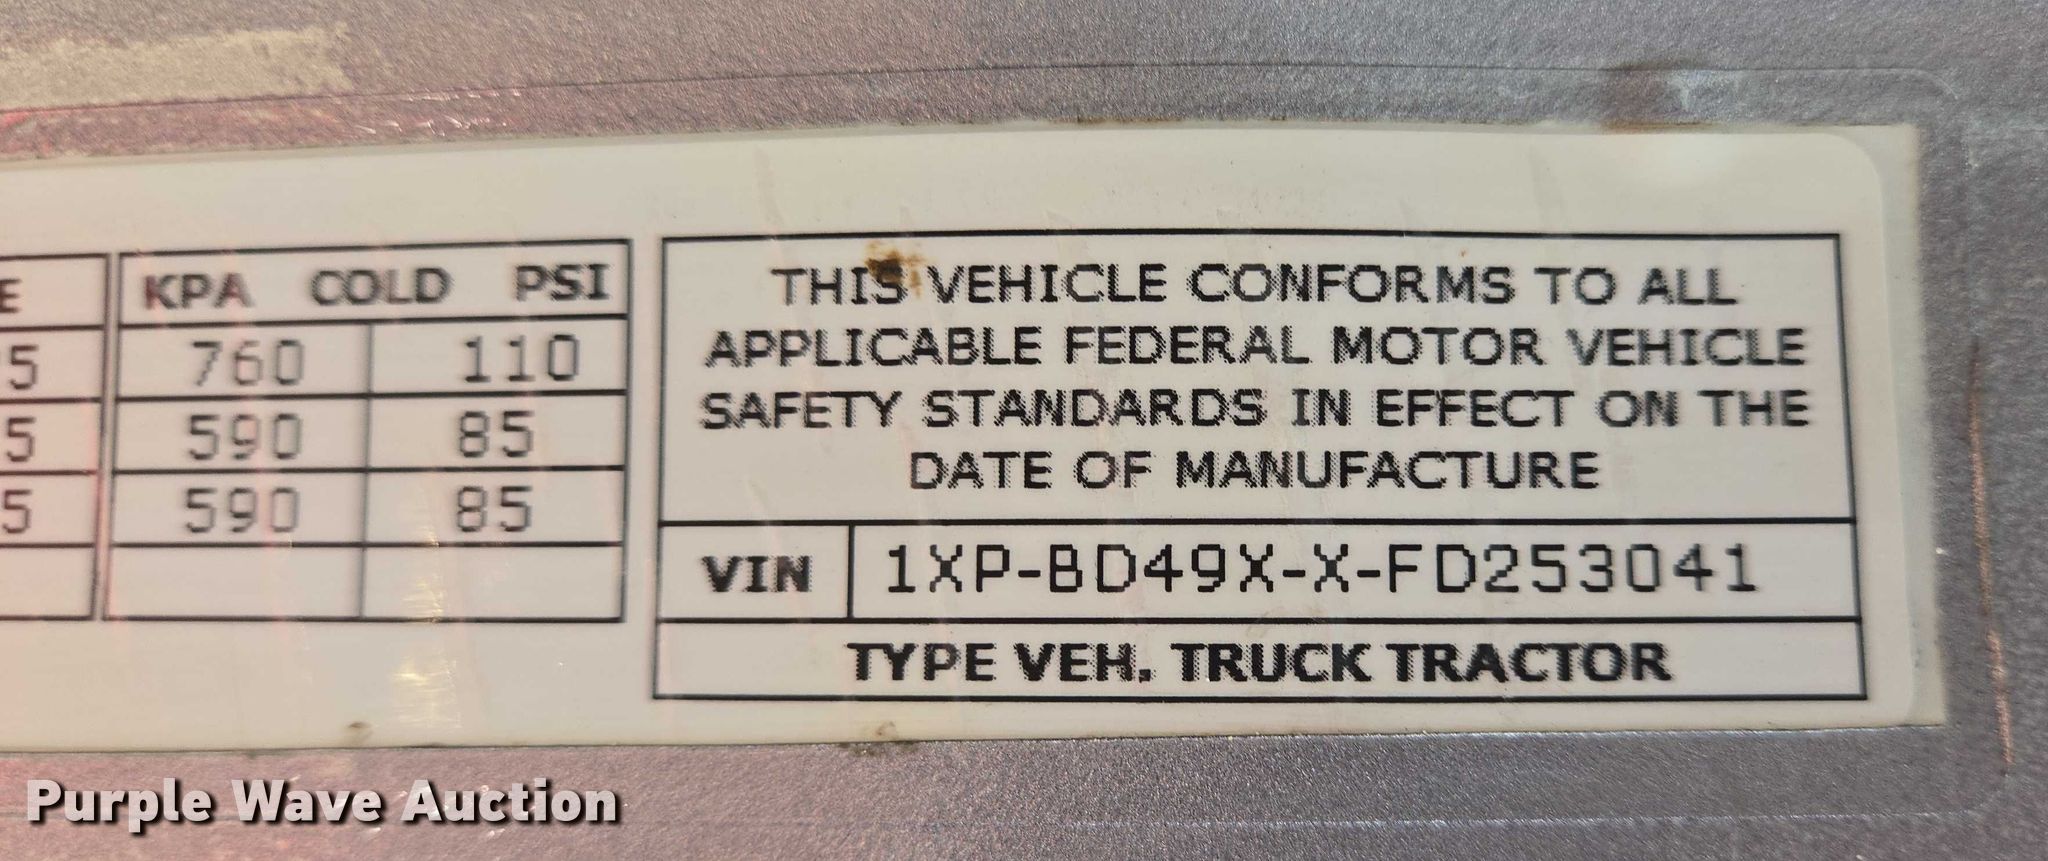 E
KPA COLD PSI
5 760 110
5 590 85
5 590 85
THIS VEHICLE CONFORMS TO ALL
APPLICABLE FEDERAL MOTOR VEHICLE
SAFETY STANDARDS IN EFFECT ON THE
DATE OF MANUFACTURE
VIN 1XP-BD49X-X-FD253041
TYPE VEH. TRUCK TRACTOR
Purple Wave Auction